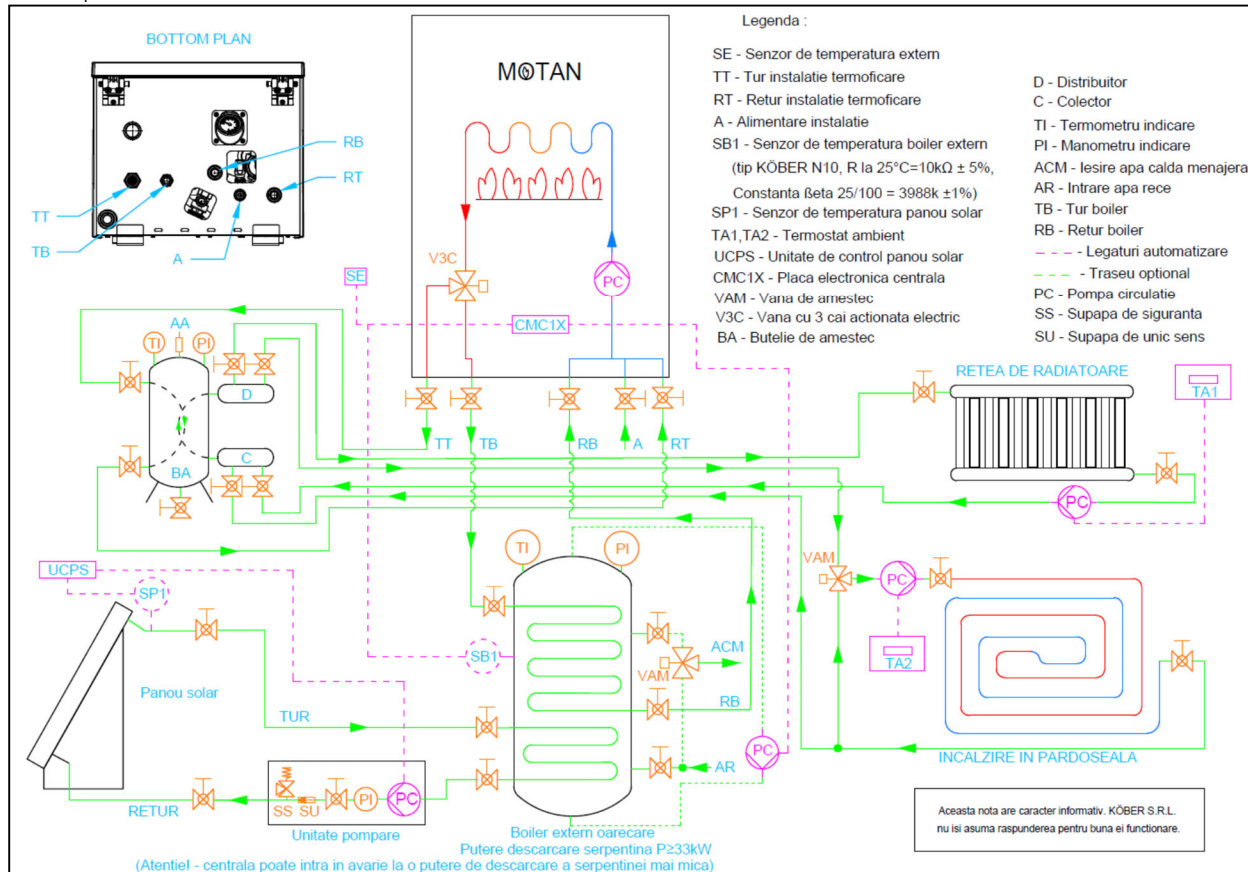 BOTTOM PLAN
RB
RT
TT
TB
A
MOTAN
V3C
PC
CMC1X
SE
Legenda :
SE - Senzor de temperatura extern
TT - Tur instalatie termoficare
RT - Retur instalatie termoficare
A - Alimentare instalatie
SB1 - Senzor de temperatura boiler extern
(tip KÖBER N10, R la 25°C=10kΩ ± 5%,
Constanta ßeta 25/100 = 3988k ±1%)
SP1 - Senzor de temperatura panou solar
TA1,TA2 - Termostat ambient
UCPS - Unitate de control panou solar
CMC1X - Placa electronica centrala
VAM - Vana de amestec
V3C - Vana cu 3 cai actionata electric
BA - Butelie de amestec
D - Distribuitor
C - Colector
TI - Termometru indicare
PI - Manometru indicare
ACM - Iesire apa calda menajera
AR - Intrare apa rece
TB - Tur boiler
RB - Retur boiler
- Legaturi automatizare
- Traseu optional
PC - Pompa circulatie
SS - Supapa de siguranta
SU - Supapa de unic sens
AA
TI
PI
D
C
BA
TT
TB
RB
A
RT
RETEA DE RADIATOARE
TA1
PC
UCPS
SP1
Panou solar
TUR
RETUR
SS
SU
PI
PC
Unitate pompare
TI
PI
SB1
VAM
ACM
RB
AR
PC
VAM
PC
TA2
INCALZIRE IN PARDOSEALA
Boiler extern oarecare
Putere descarcare serpentina P≥33kW
(Atentie! - centrala poate intra in avarie la o putere de descarcare a serpentinei mai mica)
Aceasta nota are caracter informativ. KÖBER S.R.L.
nu isi asuma raspunderea pentru buna ei functionare.